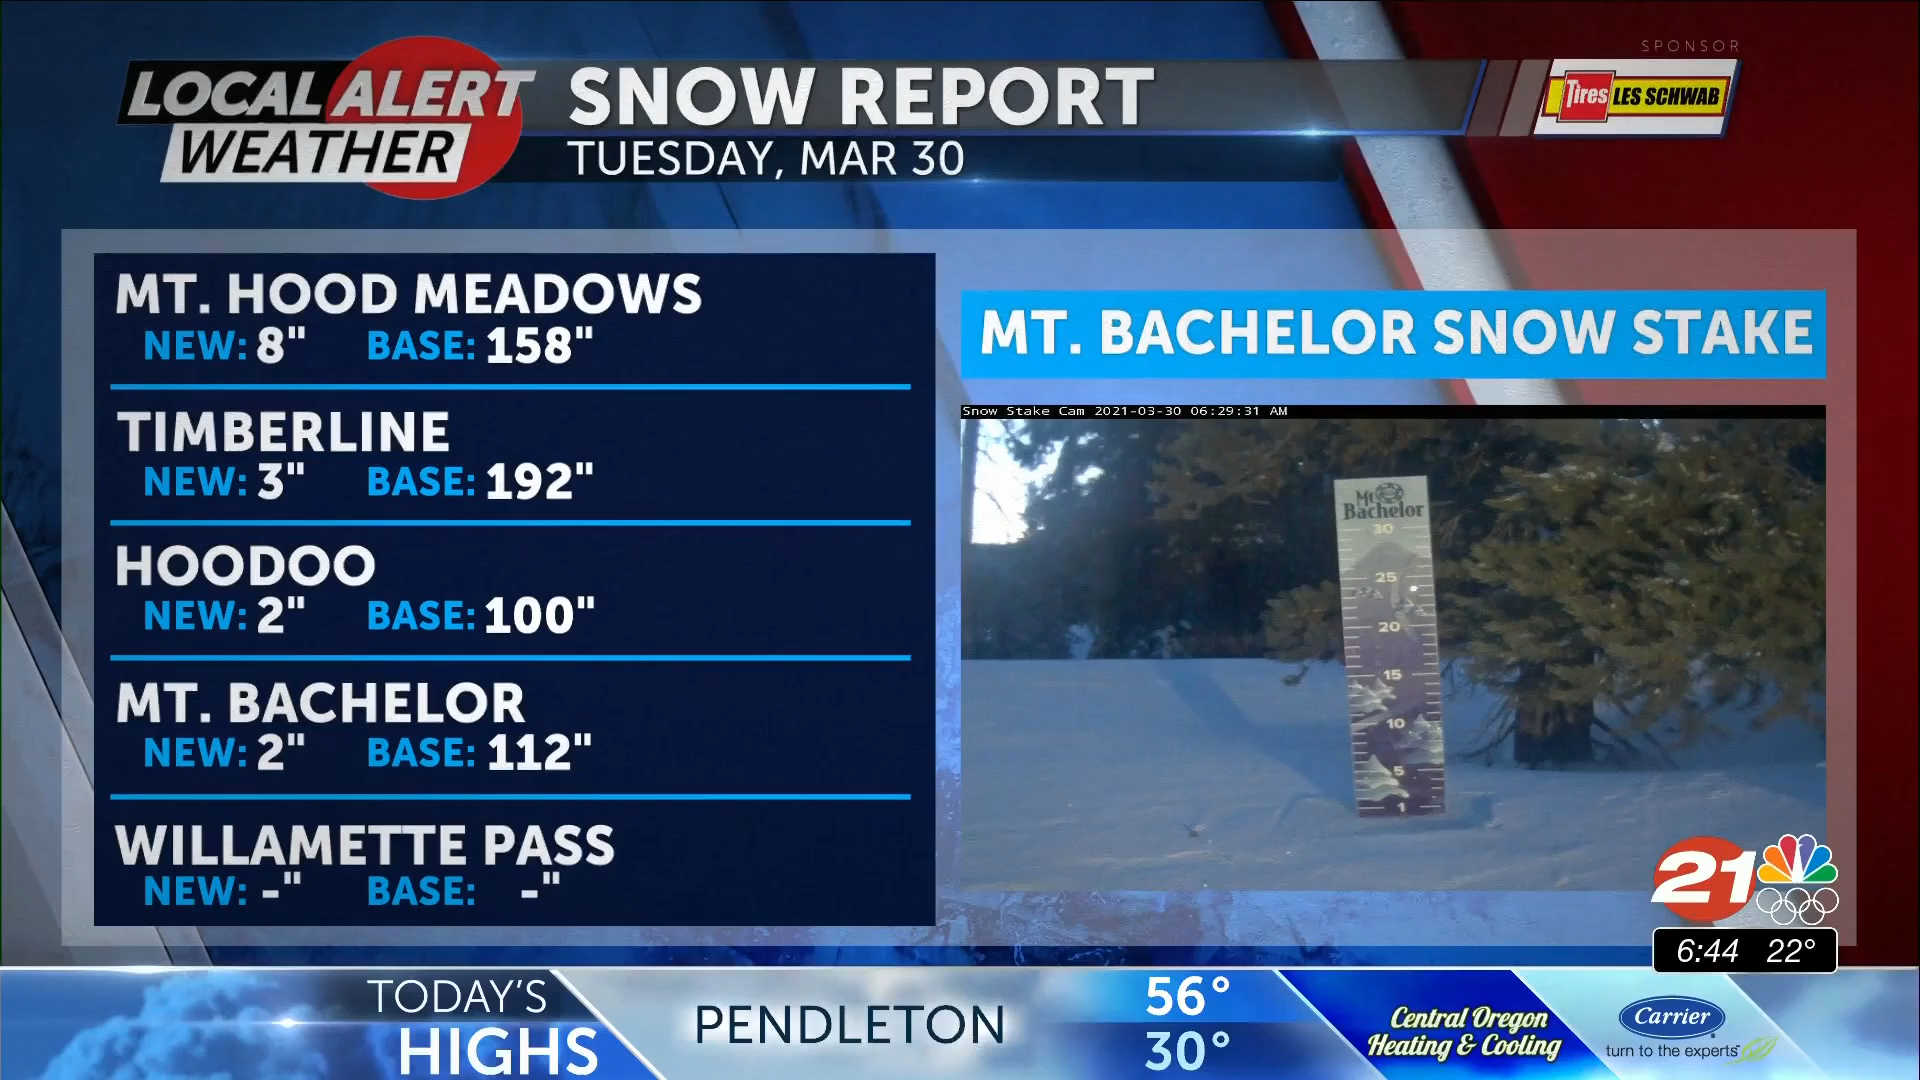 LOCAL ALERT
WEATHER
SNOW REPORT
TUESDAY, MAR 30
SPONSOR
Tires LES SCHWAB
MT. HOOD MEADOWS
NEW: 8" BASE: 158"
TIMBERLINE
NEW: 3" BASE: 192"
HOODOO
NEW: 2" BASE: 100"
MT. BACHELOR
NEW: 2" BASE: 112"
WILLAMETTE PASS
NEW: -" BASE: -"
MT. BACHELOR SNOW STAKE
Snow Stake Cam 2021-03-30 06:29:31 AM
Mt
Bachelor
30
25
20
15
10
5
1
21
6:44 22°
TODAY'S
HIGHS
PENDLETON
56°
30°
Central Oregon
Heating & Cooling
Carrier
turn to the experts